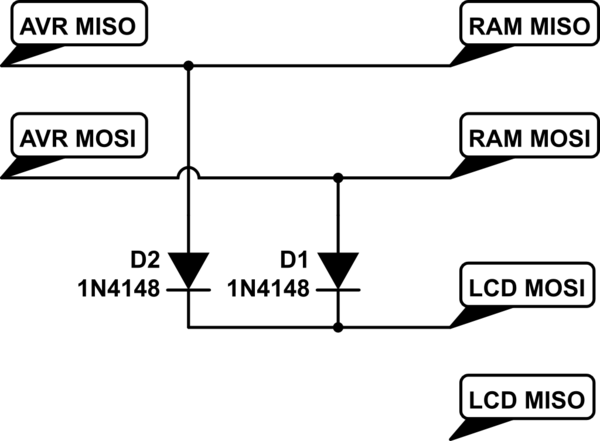 AVR MISO
RAM MISO
AVR MOSI
RAM MOSI
D2
1N4148
D1
1N4148
LCD MOSI
LCD MISO